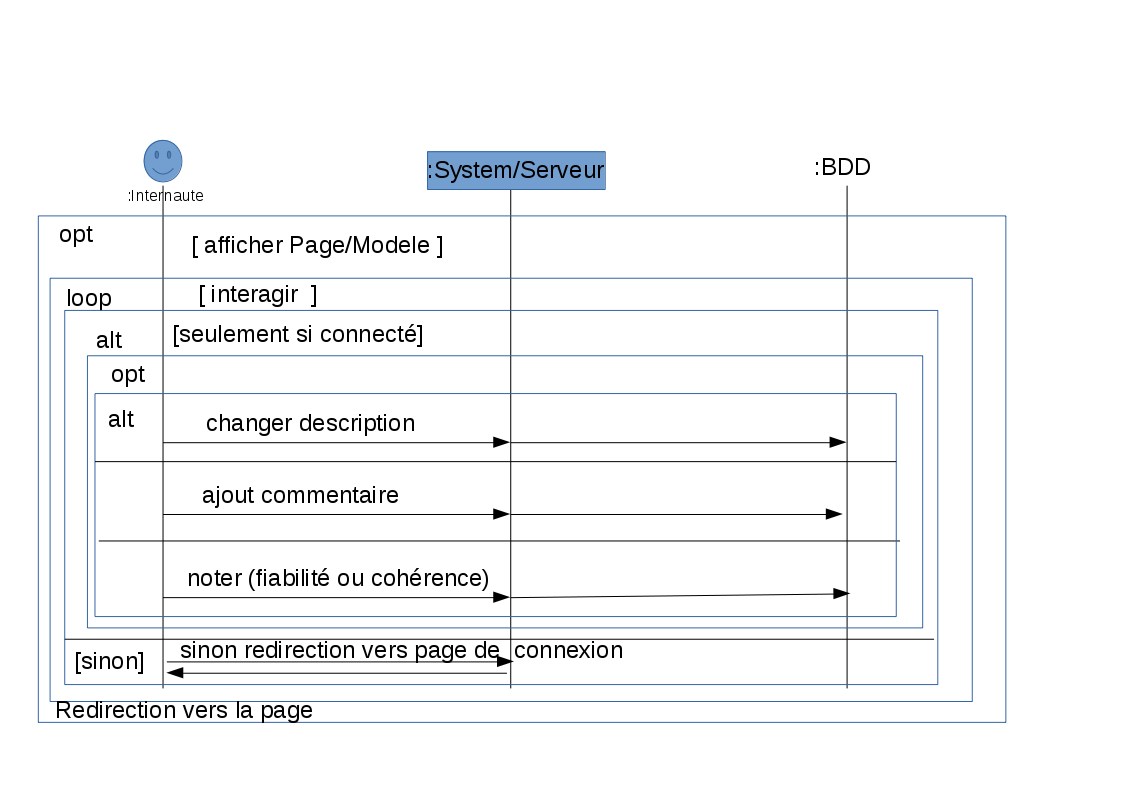 :Internaute
:System/Serveur
:BDD
opt
[ afficher Page/Modele ]
loop
[ interagir  ]
alt
[seulement si connecté]
opt
alt
changer description
ajout commentaire
noter (fiabilité ou cohérence)
[sinon]
sinon redirection vers page de  connexion
Redirection vers la page